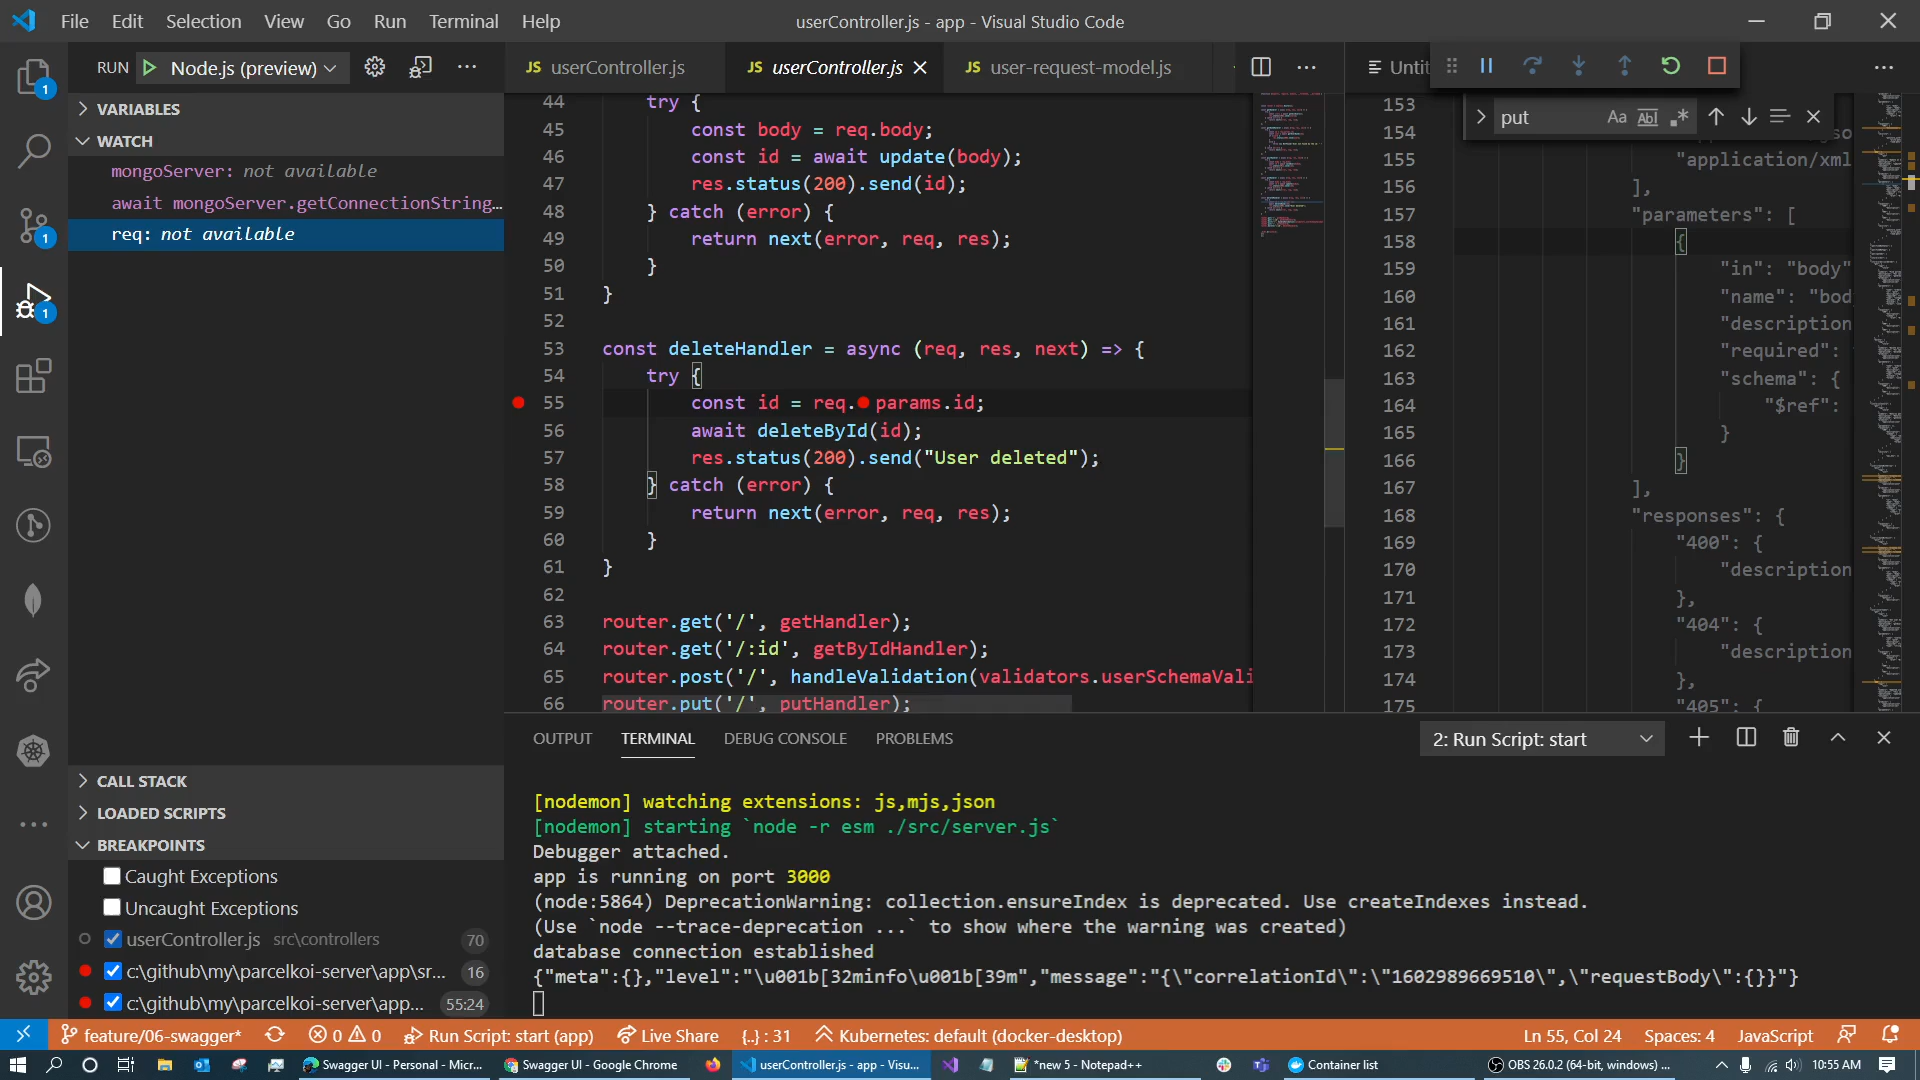 File Edit Selection View Go Run Terminal Help
userController.js - app - Visual Studio Code
RUN Node.js (preview)
JS userController.js
JS userController.js
JS user-request-model.js
Untit
1
VARIABLES
WATCH
mongoServer: not available
await mongoServer.getConnectionString...
req: not available
1
1
44 try {
45 const body = req.body;
46 const id = await update(body);
47 res.status(200).send(id);
48 } catch (error) {
49 return next(error, req, res);
50 }
51 }
52
53 const deleteHandler = async (req, res, next) => {
54 try {
55 const id = req.params.id;
56 await deleteById(id);
57 res.status(200).send("User deleted");
58 } catch (error) {
59 return next(error, req, res);
60 }
61 }
62
63 router.get('/', getHandler);
64 router.get('/:id', getByIdHandler);
65 router.post('/', handleValidation(validators.userSchemaVali
66 router.put('/', putHandler);
put Aa Abl .*
153
154
155 "application/xml
156 ],
157 "parameters": [
158 {
159 "in": "body"
160 "name": "bod
161 "description
162 "required":
163 "schema": {
164 "$ref":
165 }
166 }
167 ],
168 "responses": {
169 "400": {
170 "description
171 },
172 "404": {
173 "description
174 },
175 "405": {
CALL STACK
LOADED SCRIPTS
BREAKPOINTS
Caught Exceptions
Uncaught Exceptions
userController.js src\controllers 70
c:\github\my\parcelkoi-server\app\sr... 16
c:\github\my\parcelkoi-server\app... 55:24
OUTPUT TERMINAL DEBUG CONSOLE PROBLEMS
2: Run Script: start
[nodemon] watching extensions: js,mjs,json
[nodemon] starting `node -r esm ./src/server.js`
Debugger attached.
app is running on port 3000
(node:5864) DeprecationWarning: collection.ensureIndex is deprecated. Use createIndexes instead.
(Use `node --trace-deprecation ...` to show where the warning was created)
database connection established
{"meta":{},"level":"\u001b[32minfo\u001b[39m","message":"{\"correlationId\":\"1602989669510\",\"requestBody\":{}}"}
feature/06-swagger* 0 0 Run Script: start (app) Live Share {..} : 31 Kubernetes: default (docker-desktop)
Ln 55, Col 24 Spaces: 4 JavaScript
Swagger UI - Personal - Micr...
Swagger UI - Google Chrome
userController.js - app - Visu...
*new 5 - Notepad++
Container list
OBS 26.0.2 (64-bit, windows) ...
10:55 AM